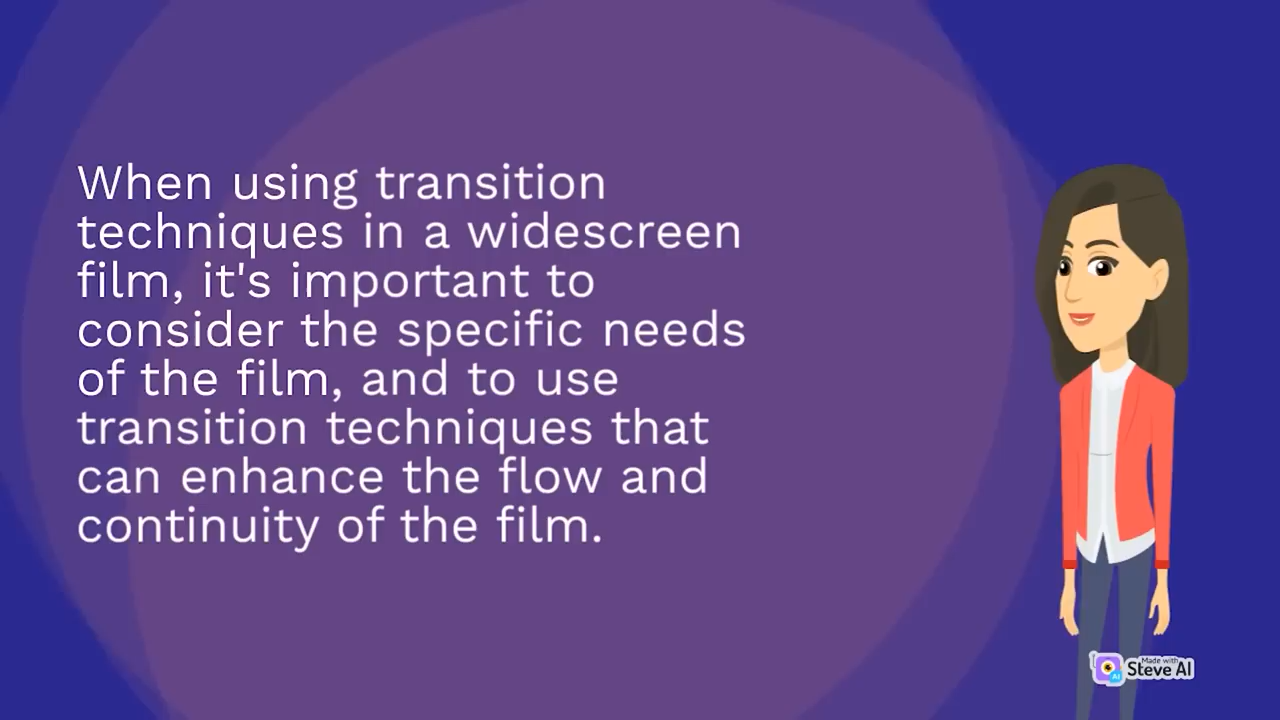 When using transition
techniques in a widescreen
film, it's important to
consider the specific needs
of the film, and to use
transition techniques that
can enhance the flow and
continuity of the film.
Made with
Steve AI
AI